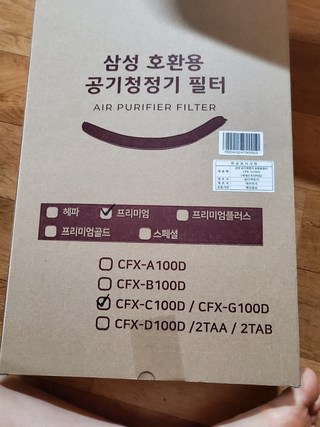 삼성 호환용
공기청정기 필터
AIR PURIFIER FILTER
헤파 프리미엄 프리미엄플러스
프리미엄골드 스페셜
CFX-A100D
CFX-B100D
CFX-C100D / CFX-G100D
CFX-D100D /2TAA / 2TAB